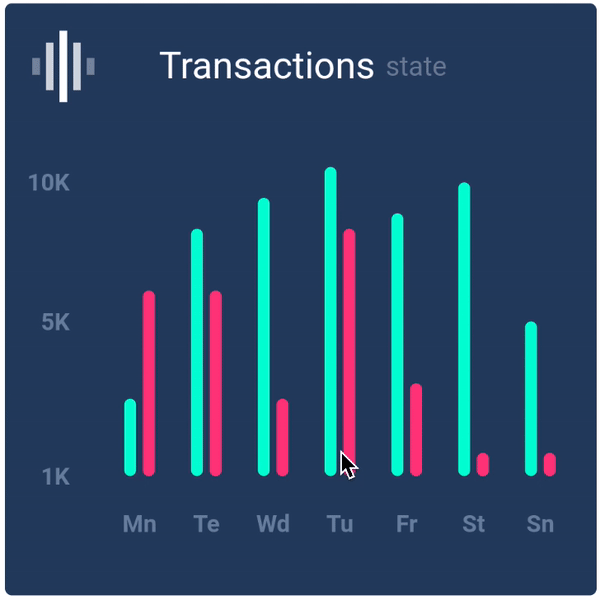 Transactions state
10K
5K
1K
Mn Te Wd Tu Fr St Sn